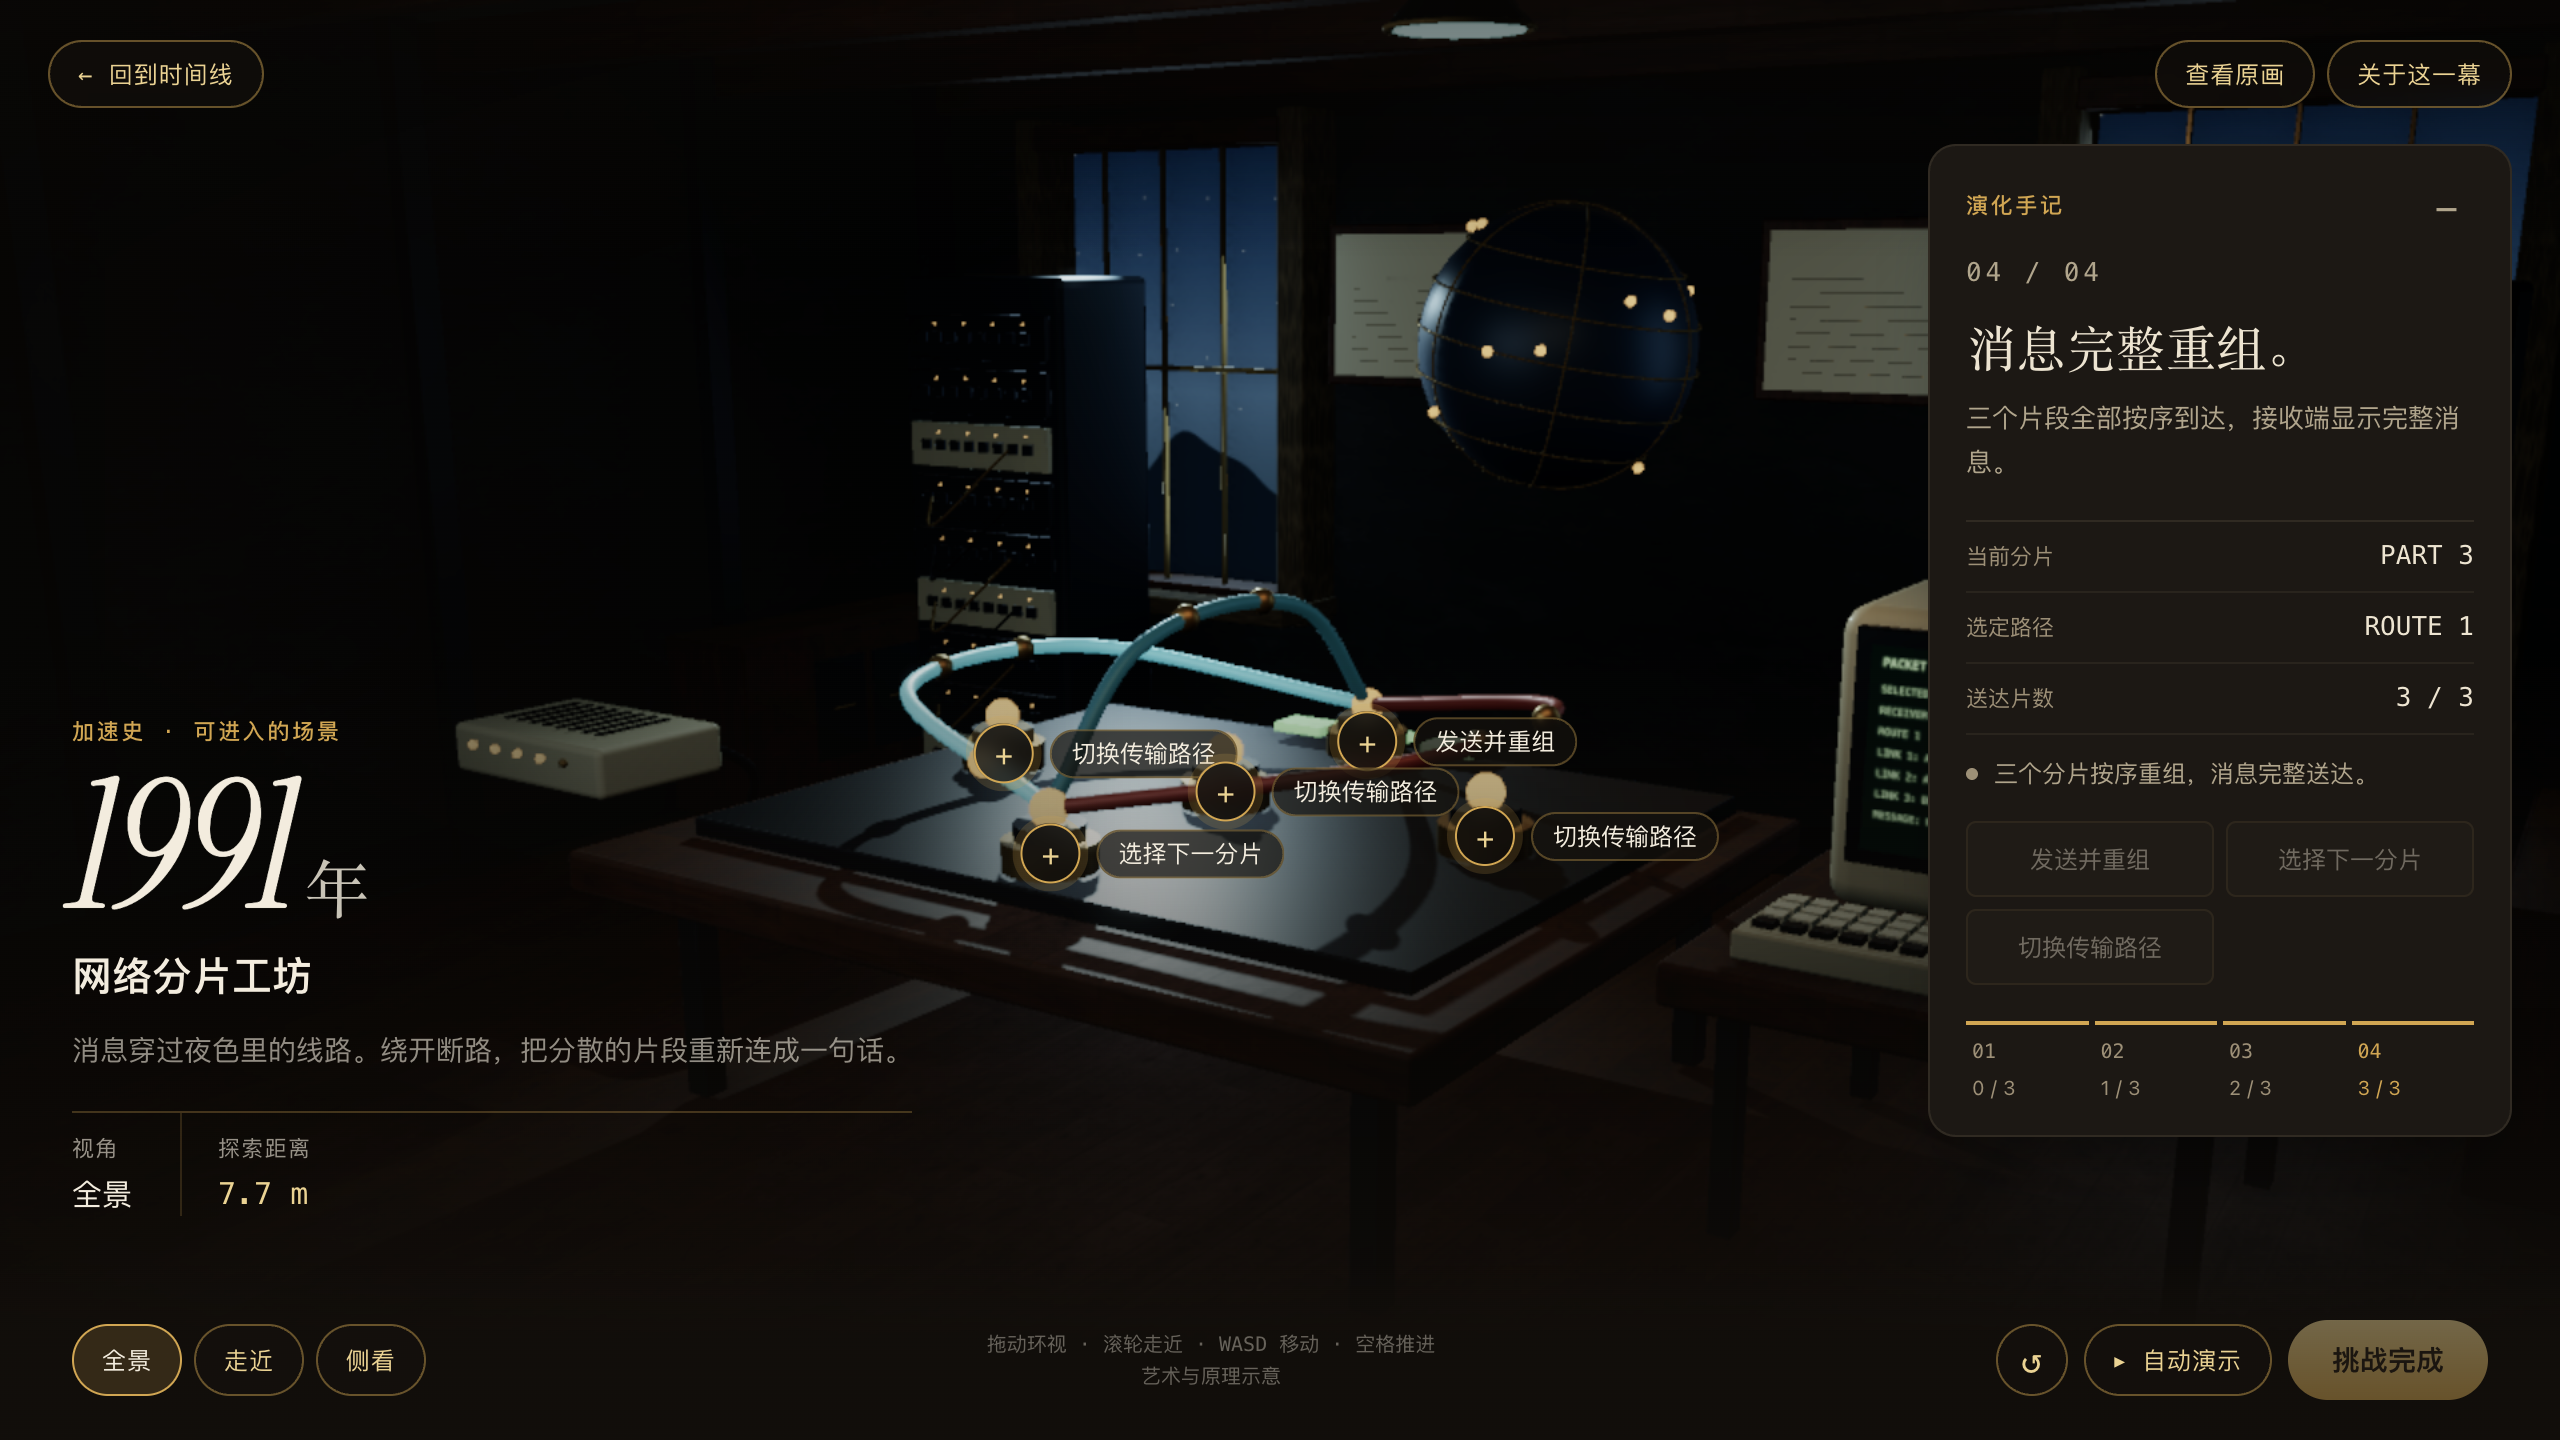 ← 回到时间线
查看原画
关于这一幕
演化手记
04 / 04
消息完整重组。
三个片段全部按序到达，接收端显示完整消
息。
当前分片 PART 3
选定路径 ROUTE 1
送达片数 3 / 3
三个分片按序重组，消息完整送达。
发送并重组 选择下一分片
切换传输路径
01 02 03 04
0 / 3 1 / 3 2 / 3 3 / 3
PACKET
SELECTED
RECEIVER
ROUTE 1
LINK 1:
LINK 2:
LINK 3:
MESSAGE:
+ 切换传输路径
+ 发送并重组
+ 切换传输路径
+ 切换传输路径
+ 选择下一分片
加速史 · 可进入的场景
1991年
网络分片工坊
消息穿过夜色里的线路。绕开断路，把分散的片段重新连成一句话。
视角 探索距离
全景 7.7 m
全景 走近 侧看
拖动环视 · 滚轮走近 · WASD 移动 · 空格推进
艺术与原理示意
↺ ▶ 自动演示 挑战完成